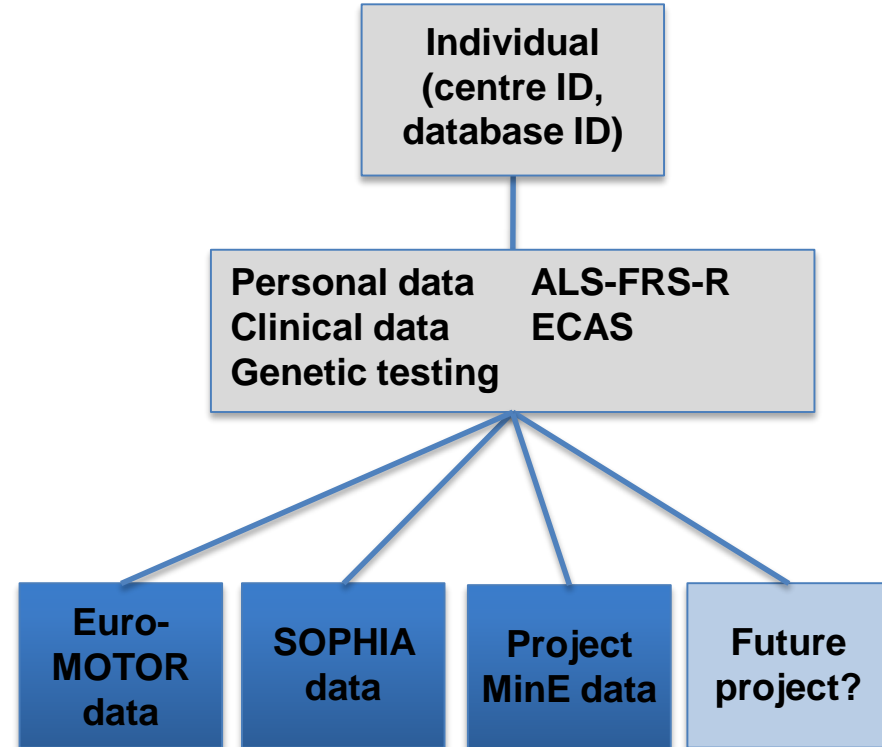 Individual
(centre ID,
database ID)
Personal data ALS-FRS-R
Clinical data ECAS
Genetic testing
Euro-
MOTOR
data
SOPHIA
data
Project
MinE data
Future
project?